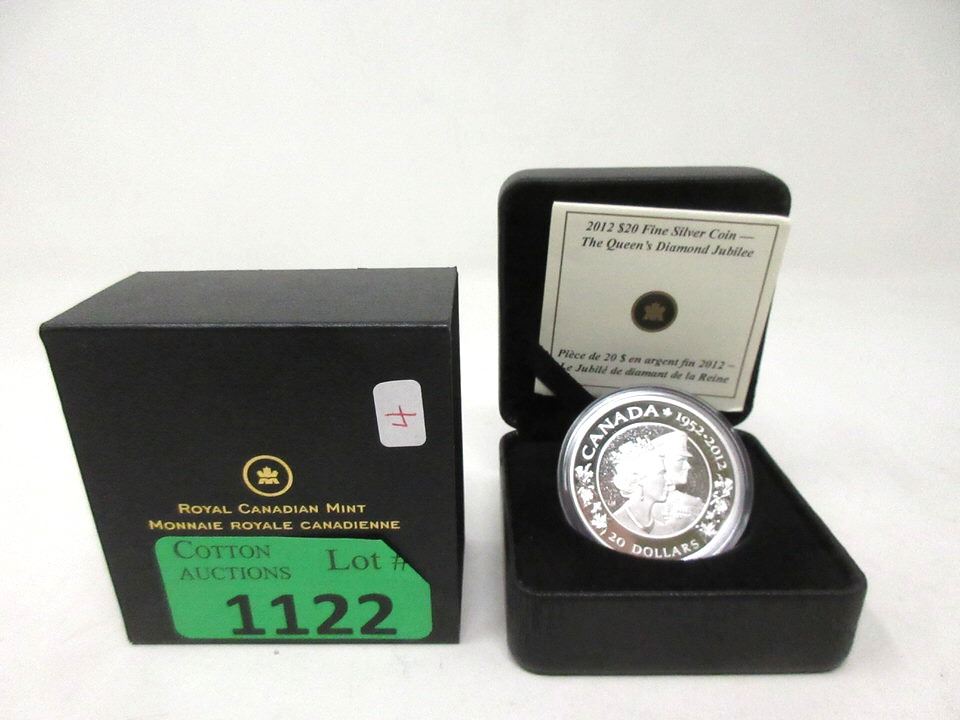 4
ROYAL CANADIAN MINT
MONNAIE ROYALE CANADIENNE
COTTON
AUCTIONS
Lot #
1122
2012 $20 Fine Silver Coin —
The Queen's Diamond Jubilee
Pièce de 20 $ en argent fin 2012 –
Le Jubilé de diamant de la Reine
CANADA 1952-2012
20 DOLLARS